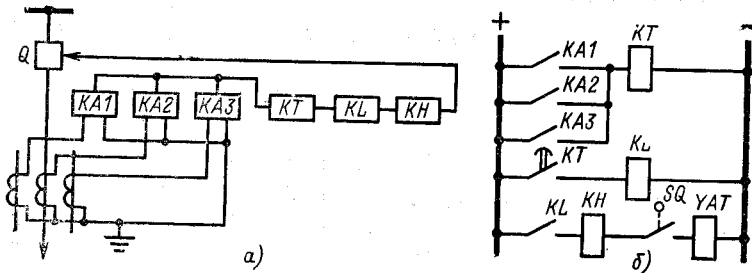 Q
KA1 KA2 KA3 KT KL KH
а)
+ −
KA1 KT
KA2
KA3
KT KL
KL KH SQ YAT
б)